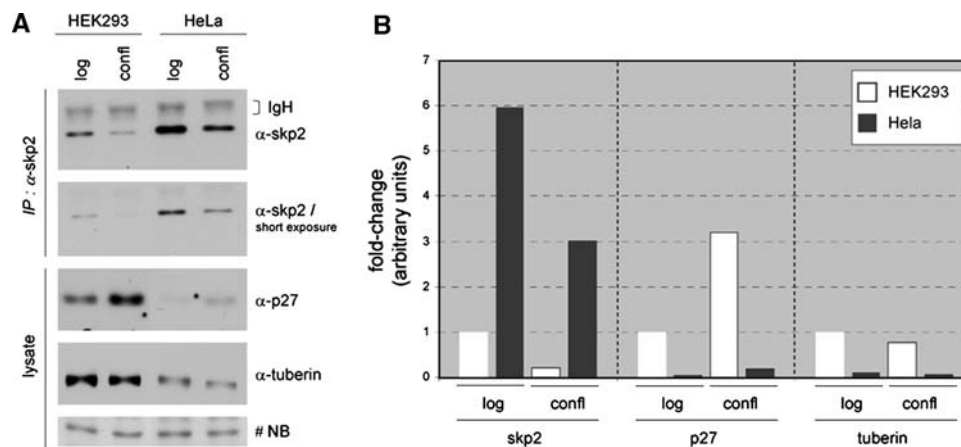 A
HEK293 HeLa
log confl log confl
IP : α-skp2
IgH
α-skp2
α-skp2 /
short exposure
lysate
α-p27
α-tuberin
# NB
B
fold-change
(arbitrary units)
7
6
5
4
3
2
1
0
HEK293
Hela
log confl log confl log confl
skp2 p27 tuberin